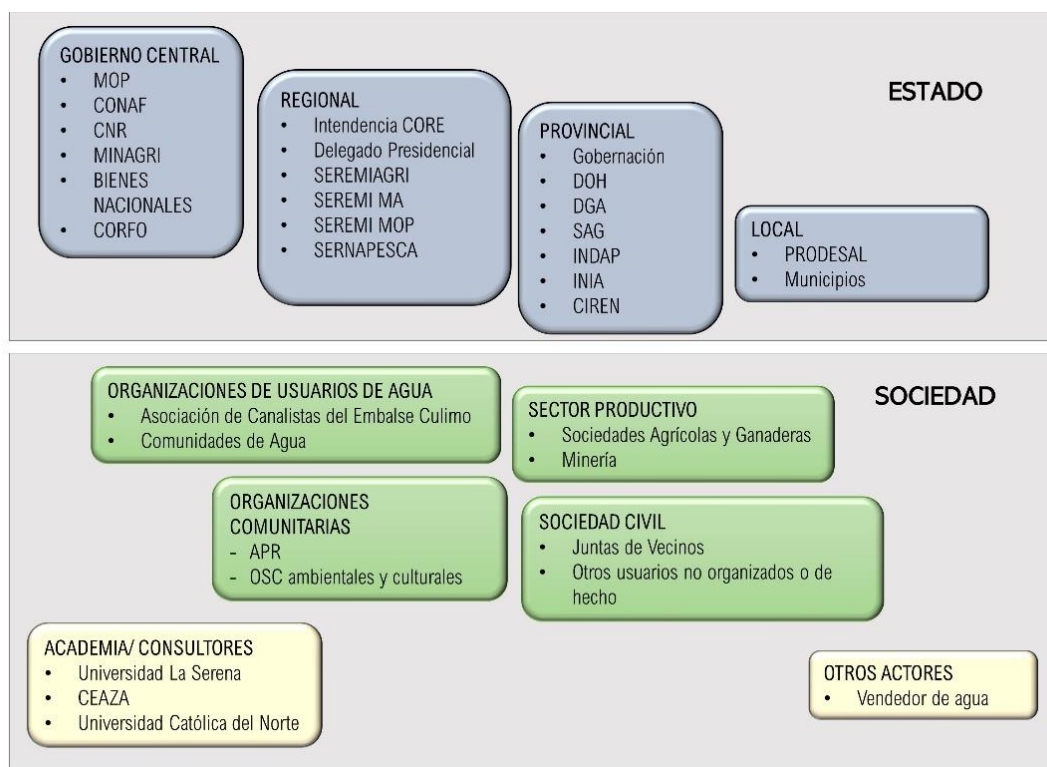 ESTADO
GOBIERNO CENTRAL
• MOP
• CONAF
• CNR
• MINAGRI
• BIENES
NACIONALES
• CORFO
REGIONAL
• Intendencia CORE
• Delegado Presidencial
• SEREMIAGRI
• SEREMI MA
• SEREMI MOP
• SERNAPESCA
PROVINCIAL
• Gobernación
• DOH
• DGA
• SAG
• INDAP
• INIA
• CIREN
LOCAL
• PRODESAL
• Municipios
SOCIEDAD
ORGANIZACIONES DE USUARIOS DE AGUA
• Asociación de Canalistas del Embalse Culimo
• Comunidades de Agua
SECTOR PRODUCTIVO
• Sociedades Agrícolas y Ganaderas
• Minería
ORGANIZACIONES
COMUNITARIAS
- APR
- OSC ambientales y culturales
SOCIEDAD CIVIL
• Juntas de Vecinos
• Otros usuarios no organizados o de
hecho
ACADEMIA/ CONSULTORES
• Universidad La Serena
• CEAZA
• Universidad Católica del Norte
OTROS ACTORES
• Vendedor de agua